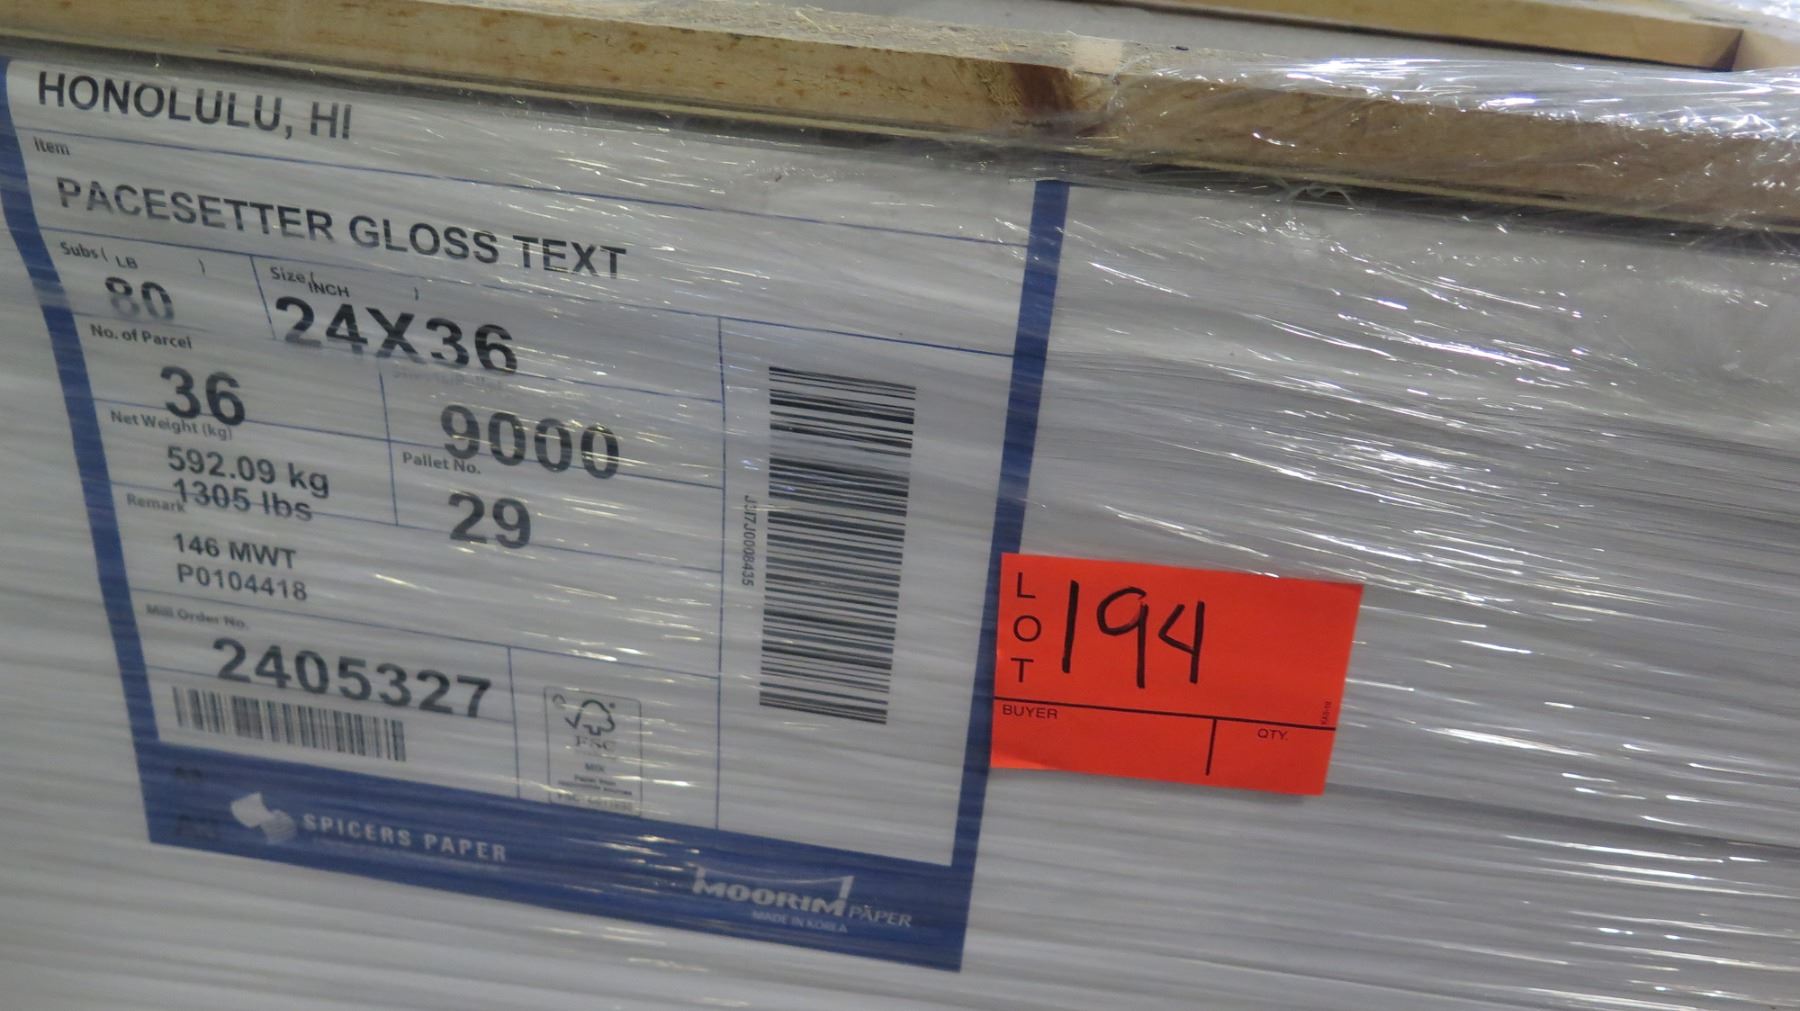 HONOLULU, HI
Item
PACESETTER GLOSS TEXT
Subs ( LB )
80
Size ( INCH )
24X36
No. of Parcel
36
9000
Net Weight (kg)
592.09 kg
1305 lbs
Pallet No.
29
Remark
146 MWT
P0104418
Mill Order No.
2405327
FSC
MIX
SPICERS PAPER
MOORIM PAPER
MADE IN KOREA
LOT 194
BUYER
QTY.